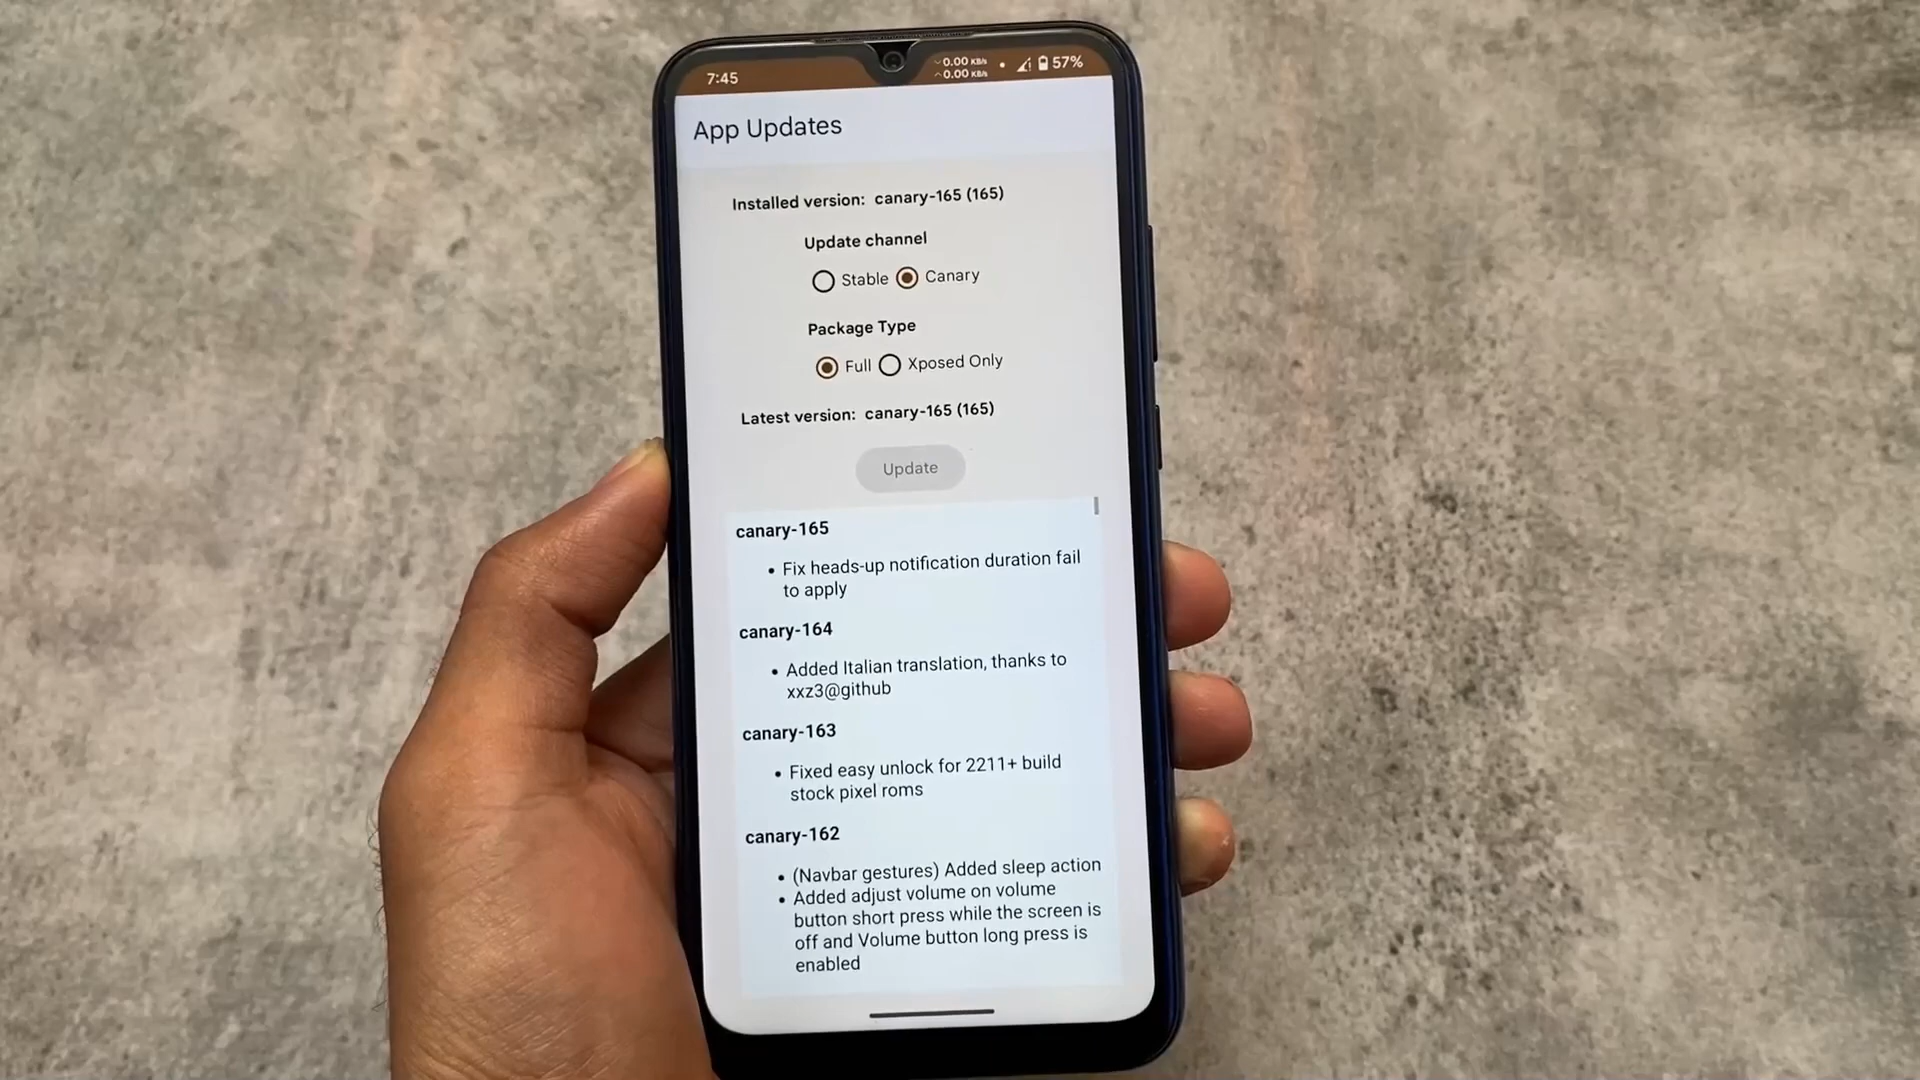 7:45
0.00 KB/s
0.00 KB/s
57%
App Updates
Installed version: canary-165 (165)
Update channel
Stable Canary
Package Type
Full Xposed Only
Latest version: canary-165 (165)
Update
canary-165
• Fix heads-up notification duration fail
to apply
canary-164
• Added Italian translation, thanks to
xxz3@github
canary-163
• Fixed easy unlock for 2211+ build
stock pixel roms
canary-162
• (Navbar gestures) Added sleep action
• Added adjust volume on volume
button short press while the screen is
off and Volume button long press is
enabled